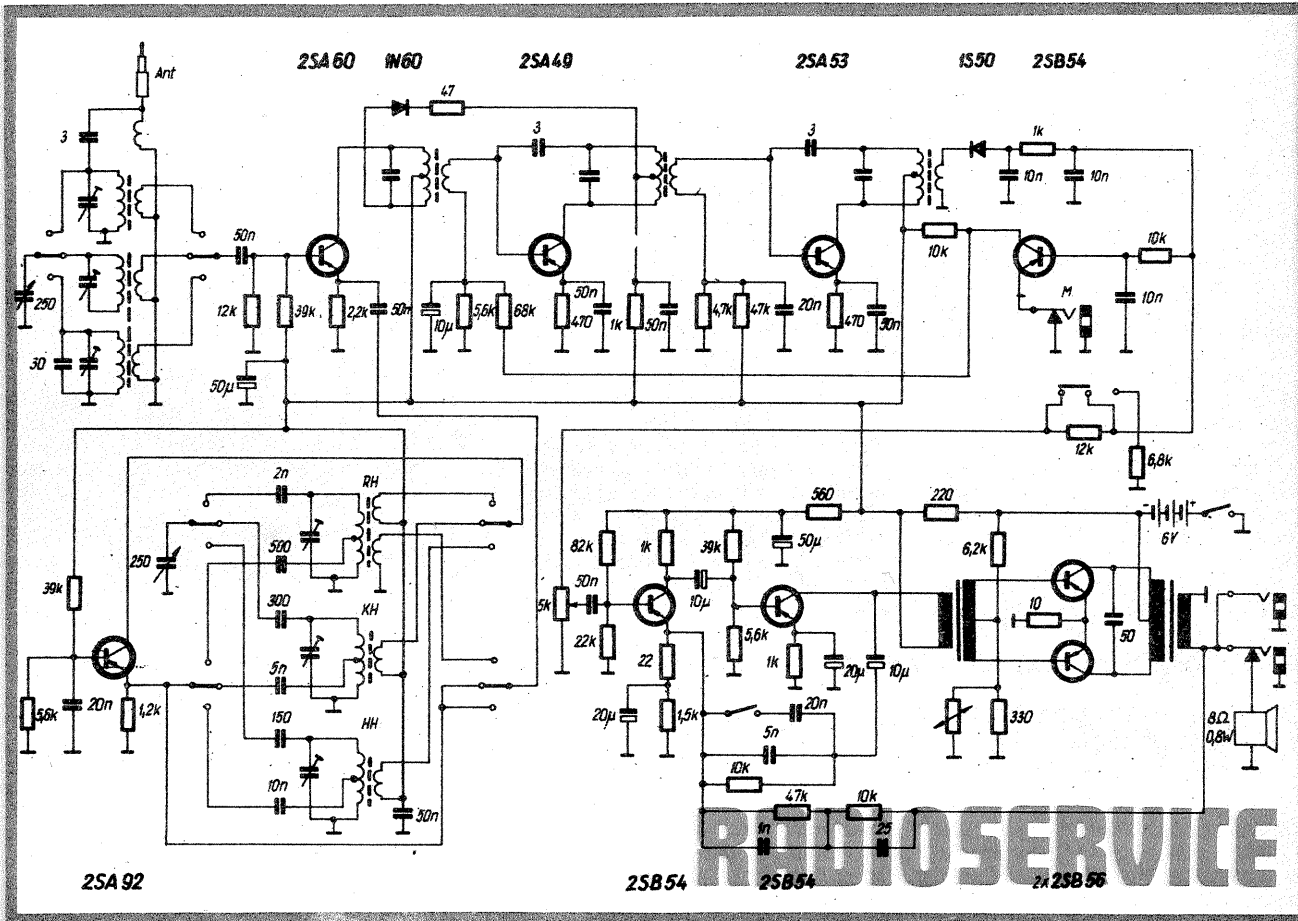 2SA60 1N60 2SA49 2SA53 1S50 2SB54
Ant
47
3
3
3
1k
10n
10n
50n
10k
10k
250
12k
39k
2,2k
50n
10µ
5,6k
68k
50n
470
1k
50n
4,7k
47k
20n
470
50n
M
10n
30
50µ
12k
6,8k
2n
RH
250
500
39k
300
KH
5n
5,6k
20n
1,2k
150
HH
10n
50n
560
220
6V
82k
1k
39k
50µ
6,2k
50n
5k
10µ
22k
5,6k
10
50
22
1k
20µ
10µ
20µ
1,5k
20n
5n
330
8Ω
0,8W
10k
47k
10k
1n
25
RADIOSERVICE
2SA92 2SB54 2SB54 2x2SB56